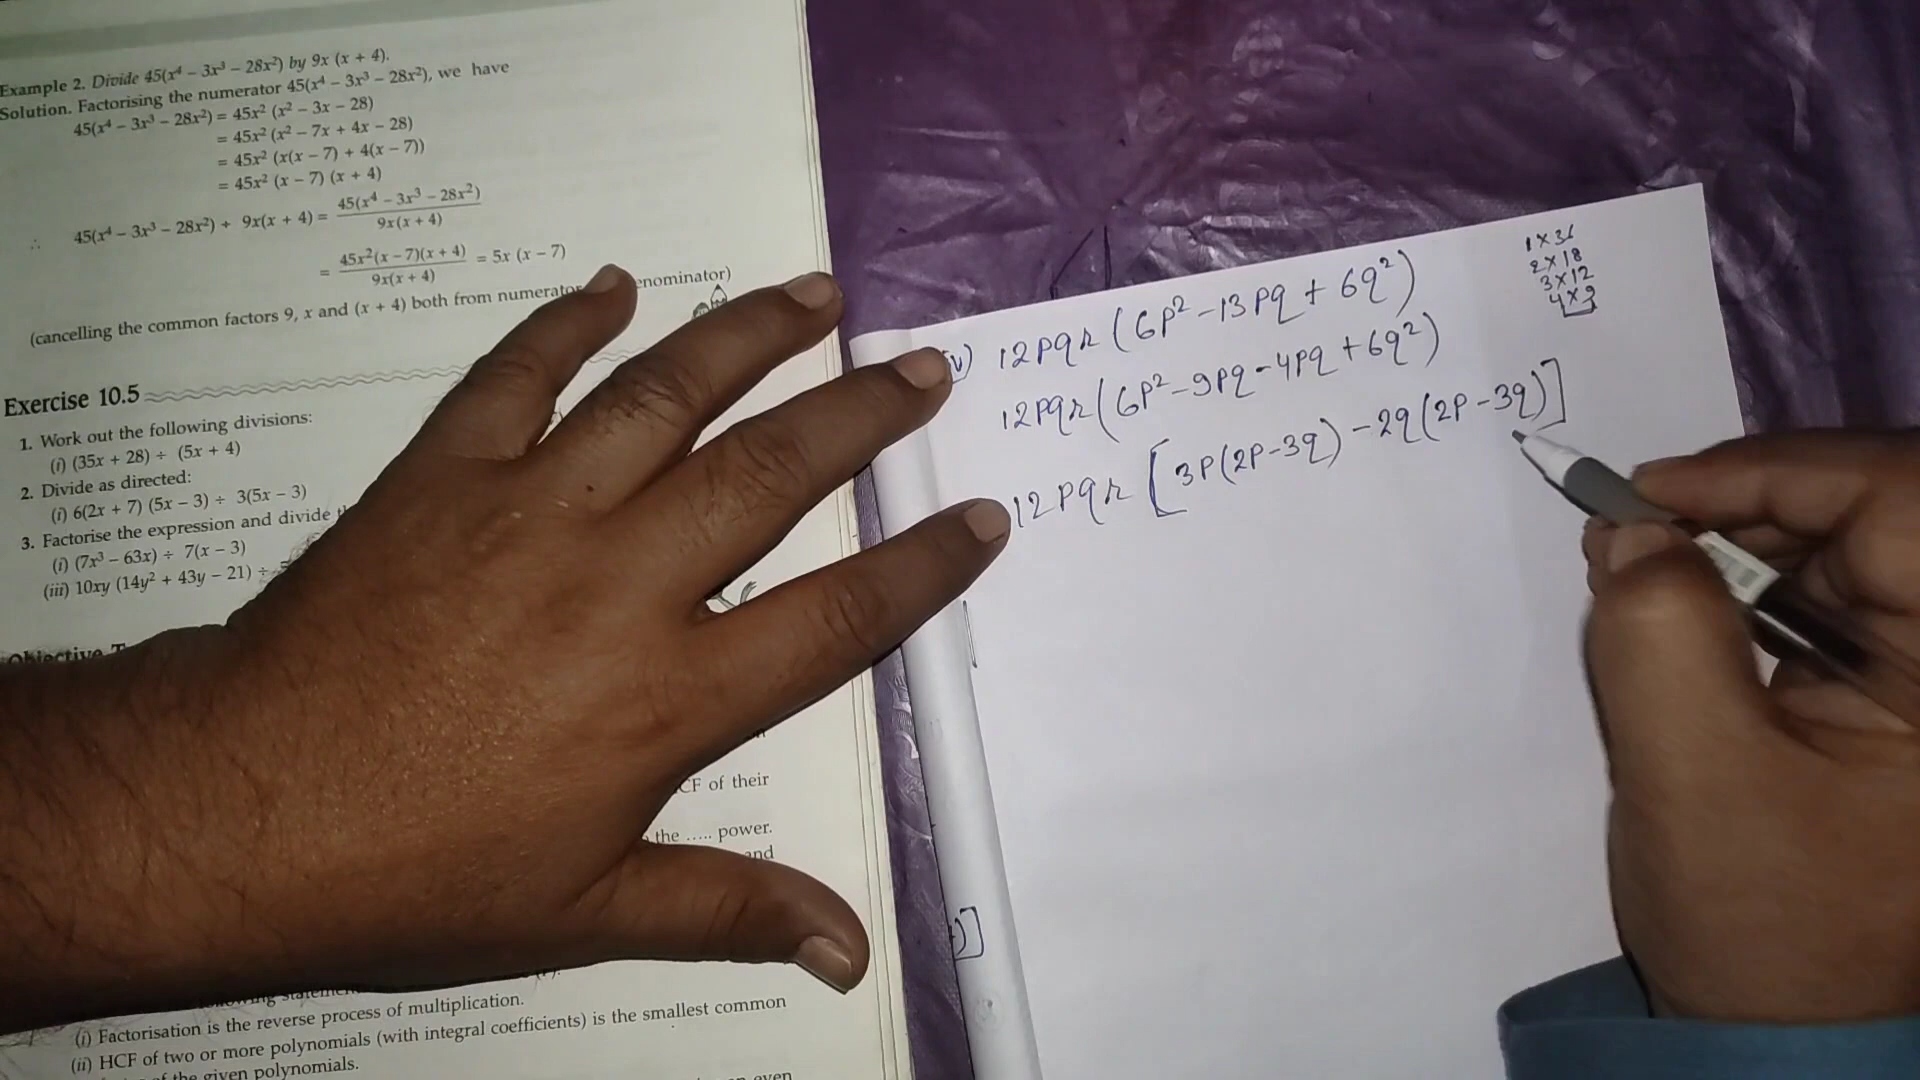 Example 2. Divide 45(x⁴ – 3x³ – 28x²) by 9x (x + 4).
Solution. Factorising the numerator 45(x⁴ – 3x³ – 28x²), we have
45(x⁴ – 3x³ – 28x²) = 45x² (x² – 3x – 28)
= 45x² (x² – 7x + 4x – 28)
= 45x² (x(x – 7) + 4(x – 7))
= 45x² (x – 7) (x + 4)
∴ 45(x⁴ – 3x³ – 28x²) ÷ 9x(x + 4) = 45(x⁴ – 3x³ – 28x²) / 9x(x + 4)
= 45x²(x – 7)(x + 4) / 9x(x + 4) = 5x (x – 7)
(cancelling the common factors 9, x and (x + 4) both from numerator enominator)
Exercise 10.5
1. Work out the following divisions:
(i) (35x + 28) ÷ (5x + 4)
2. Divide as directed:
(i) 6(2x + 7) (5x – 3) ÷ 3(5x – 3)
3. Factorise the expression and divide
(i) (7x³ – 63x) ÷ 7(x – 3)
(iii) 10xy (14y² + 43y – 21) ÷ 5
Objective T
CF of their
the ..... power.
and
(i) Factorisation is the reverse process of multiplication.
(ii) HCF of two or more polynomials (with integral coefficients) is the smallest common
of the given polynomials.
even
v) 12pqr (6p² – 13pq + 6q²)
12pqr (6p² – 9pq – 4pq + 6q²)
12pqr [3p(2p – 3q) – 2q(2p – 3q)]
1 × 36
2 × 18
3 × 12
4 × 9
)]